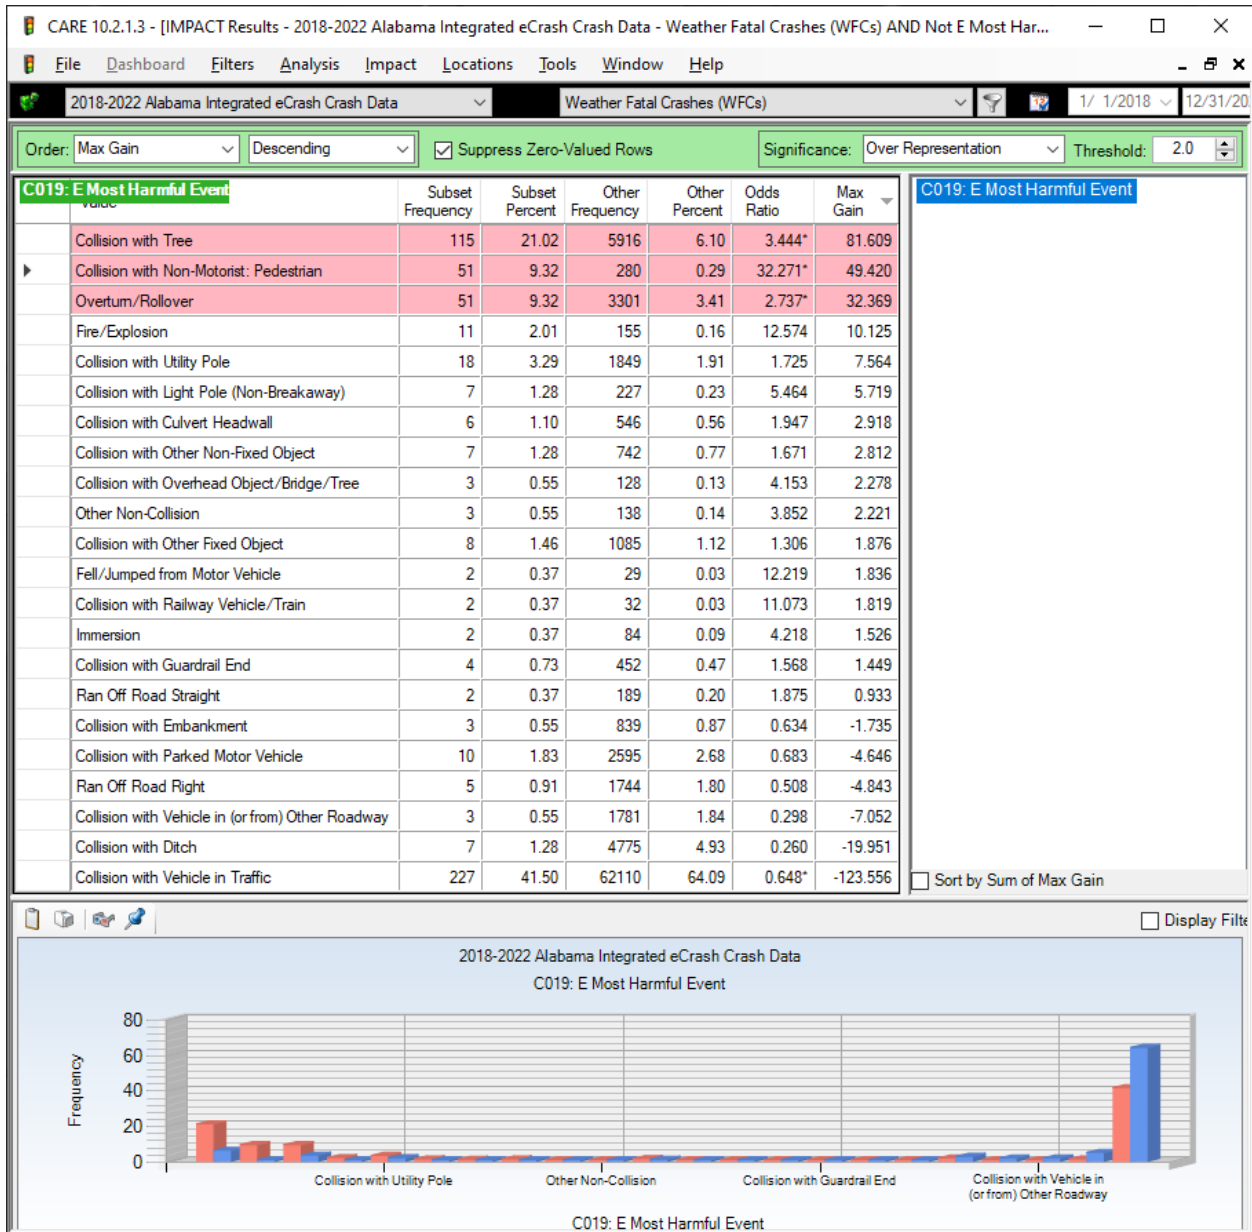 CARE 10.2.1.3 - [IMPACT Results - 2018-2022 Alabama Integrated eCrash Crash Data - Weather Fatal Crashes (WFCs) AND Not E Most Har...
File Dashboard Filters Analysis Impact Locations Tools Window Help
2018-2022 Alabama Integrated eCrash Crash Data Weather Fatal Crashes (WFCs) 1/ 1/2018 12/31/20
Order: Max Gain Descending Suppress Zero-Valued Rows Significance: Over Representation Threshold: 2.0
C019: E Most Harmful Event Subset Frequency Subset Percent Other Frequency Other Percent Odds Ratio Max Gain
Collision with Tree 115 21.02 5916 6.10 3.444* 81.609
Collision with Non-Motorist: Pedestrian 51 9.32 280 0.29 32.271* 49.420
Overturn/Rollover 51 9.32 3301 3.41 2.737* 32.369
Fire/Explosion 11 2.01 155 0.16 12.574 10.125
Collision with Utility Pole 18 3.29 1849 1.91 1.725 7.564
Collision with Light Pole (Non-Breakaway) 7 1.28 227 0.23 5.464 5.719
Collision with Culvert Headwall 6 1.10 546 0.56 1.947 2.918
Collision with Other Non-Fixed Object 7 1.28 742 0.77 1.671 2.812
Collision with Overhead Object/Bridge/Tree 3 0.55 128 0.13 4.153 2.278
Other Non-Collision 3 0.55 138 0.14 3.852 2.221
Collision with Other Fixed Object 8 1.46 1085 1.12 1.306 1.876
Fell/Jumped from Motor Vehicle 2 0.37 29 0.03 12.219 1.836
Collision with Railway Vehicle/Train 2 0.37 32 0.03 11.073 1.819
Immersion 2 0.37 84 0.09 4.218 1.526
Collision with Guardrail End 4 0.73 452 0.47 1.568 1.449
Ran Off Road Straight 2 0.37 189 0.20 1.875 0.933
Collision with Embankment 3 0.55 839 0.87 0.634 -1.735
Collision with Parked Motor Vehicle 10 1.83 2595 2.68 0.683 -4.646
Ran Off Road Right 5 0.91 1744 1.80 0.508 -4.843
Collision with Vehicle in (or from) Other Roadway 3 0.55 1781 1.84 0.298 -7.052
Collision with Ditch 7 1.28 4775 4.93 0.260 -19.951
Collision with Vehicle in Traffic 227 41.50 62110 64.09 0.648* -123.556
C019: E Most Harmful Event
Sort by Sum of Max Gain
Display Filte
2018-2022 Alabama Integrated eCrash Crash Data
C019: E Most Harmful Event
Frequency
80
60
40
20
0
Collision with Utility Pole Other Non-Collision Collision with Guardrail End Collision with Vehicle in
(or from) Other Roadway
C019: E Most Harmful Event